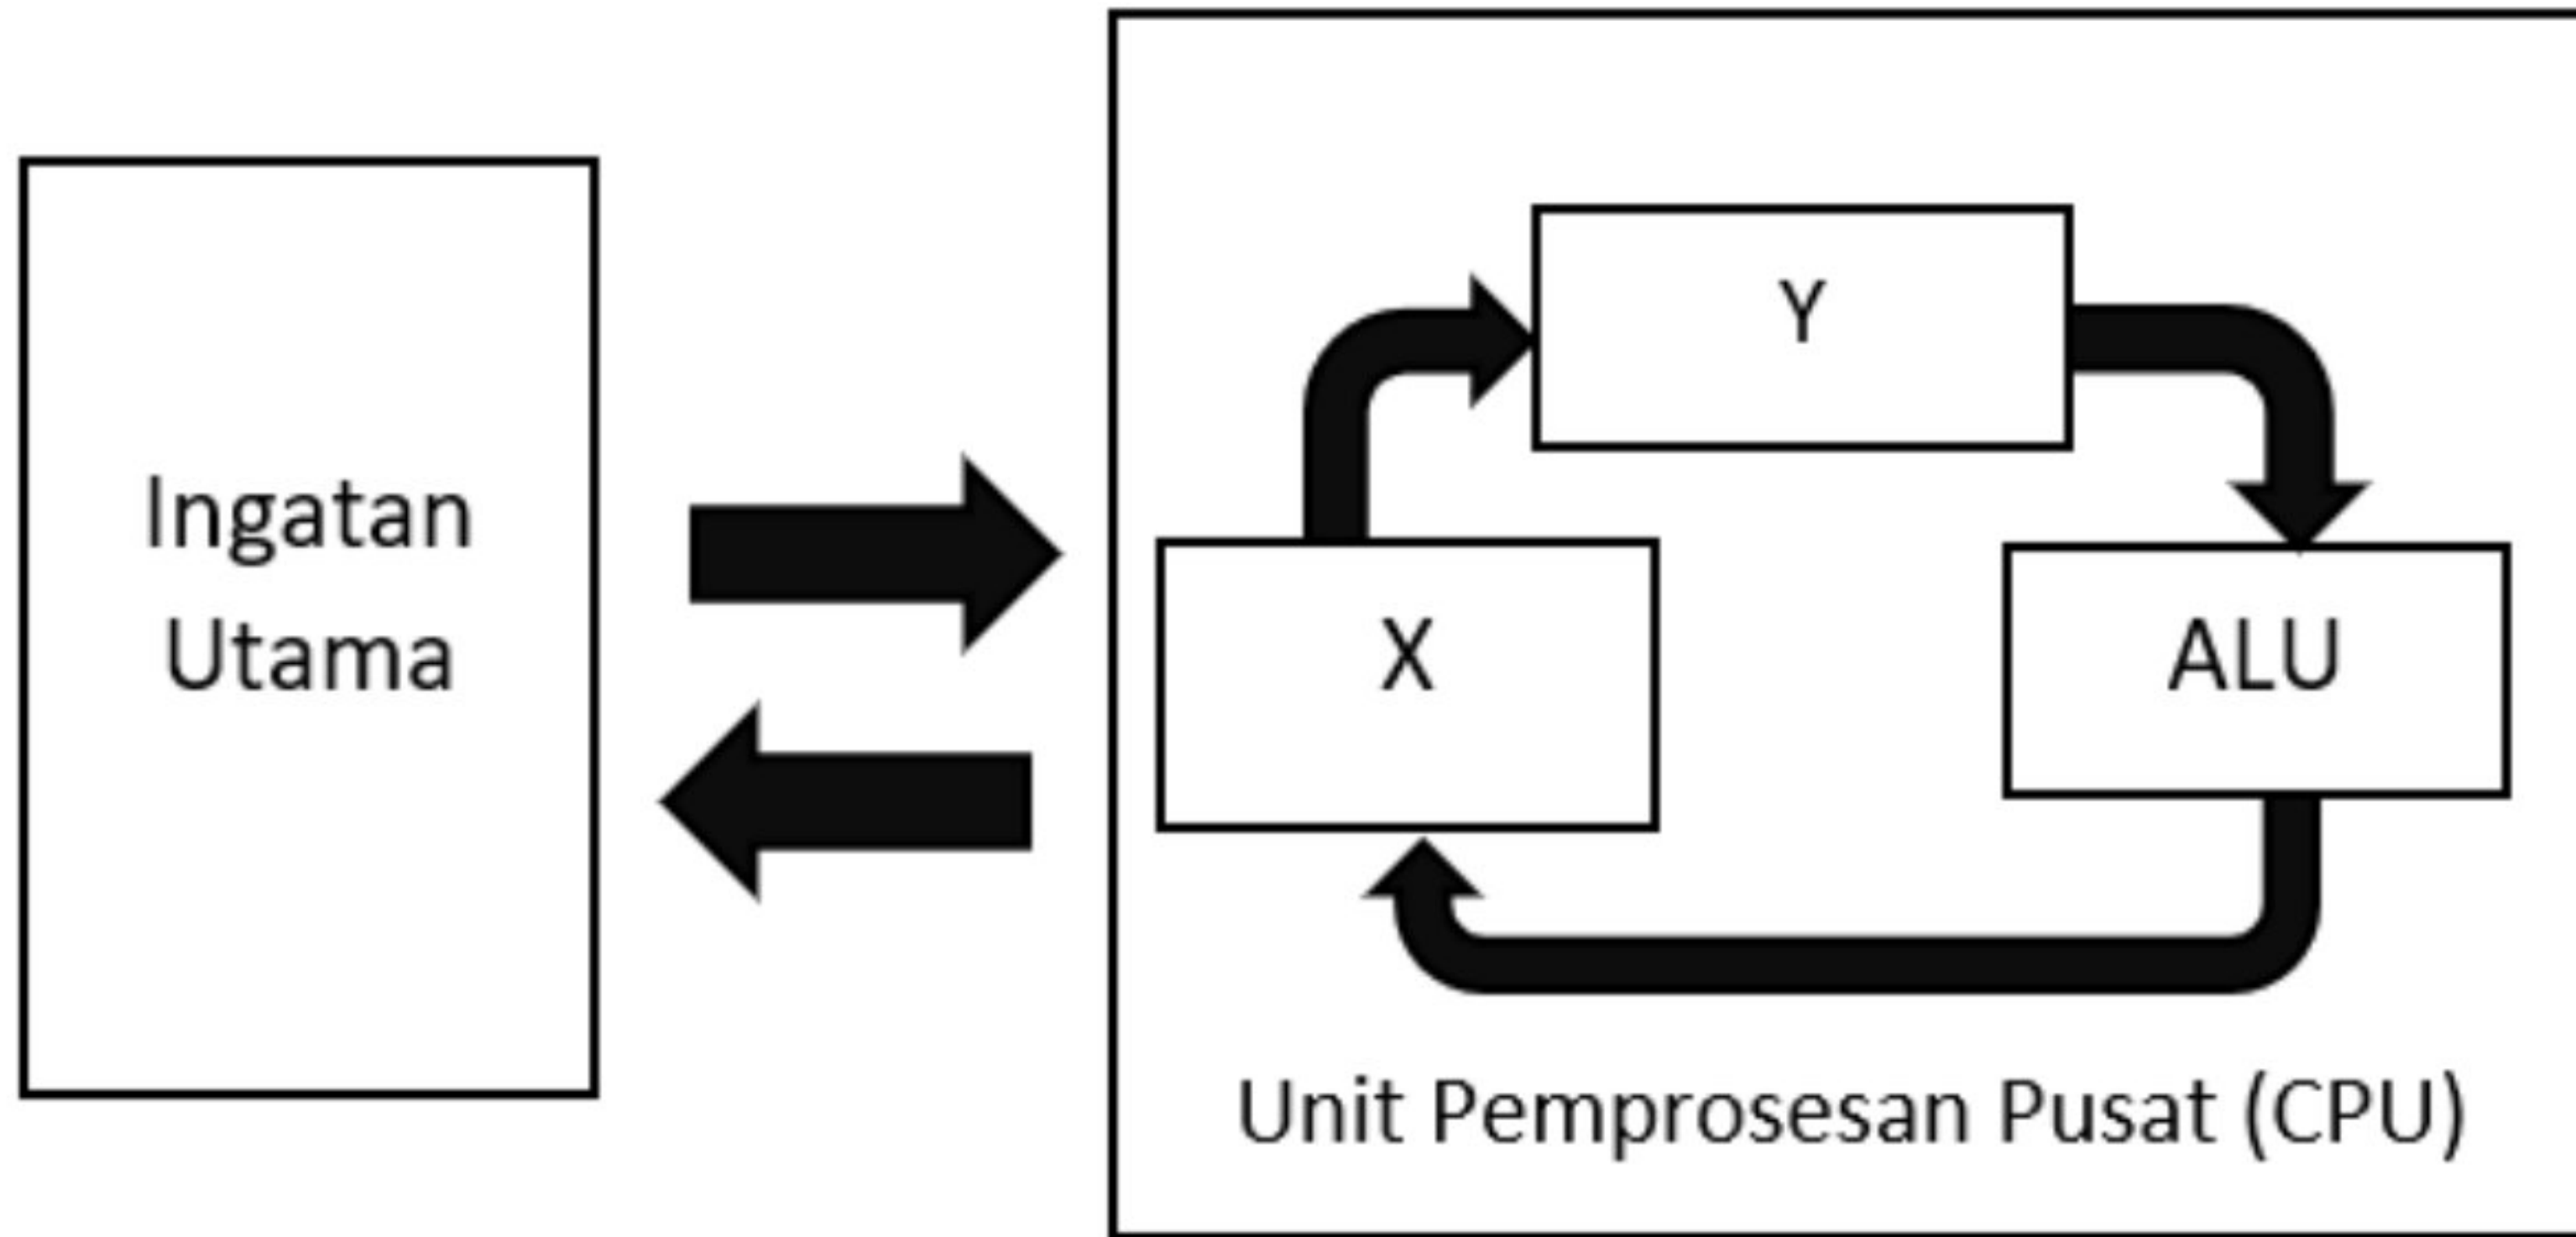 Ingatan
Utama
Y
X
ALU
Unit Pemprosesan Pusat (CPU)